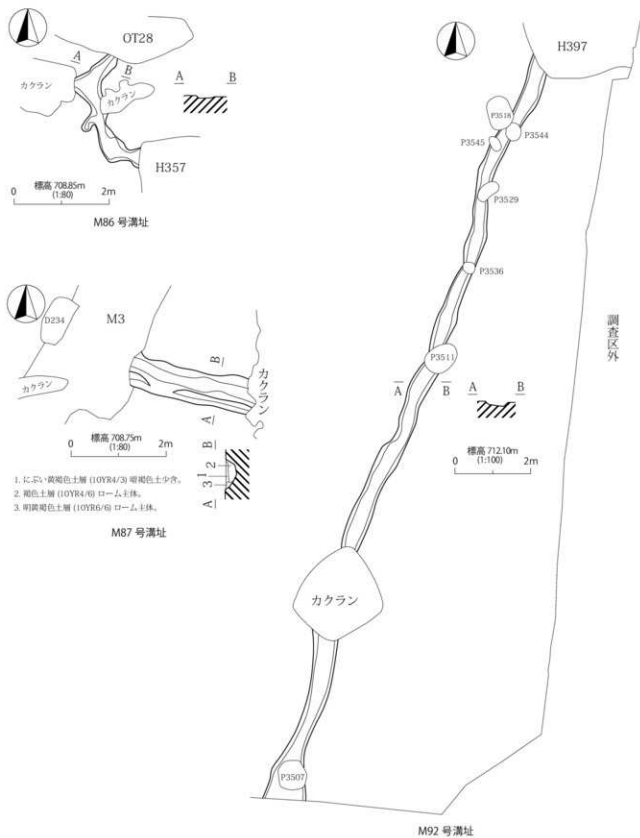 OT28
A
B
カクラン
カクラン
A B
H357
標高 708.85m
(1:80)
0 2m
M86 号溝址
M3
D234
カクラン
B
カクラン
A
標高 708.75m
(1:80)
0 2m
B
2
1
3
A
1. にぶい黄褐色土層 (10YR4/3) 暗褐色土少含。
2. 褐色土層 (10YR4/6) ローム主体。
3. 明黄褐色土層 (10YR6/6) ローム主体。
M87 号溝址
H397
P3518
P3545
P3544
P3529
P3536
調査区外
P3511
A B
A B
標高 712.10m
(1:100)
0 2m
カクラン
P3507
M92 号溝址